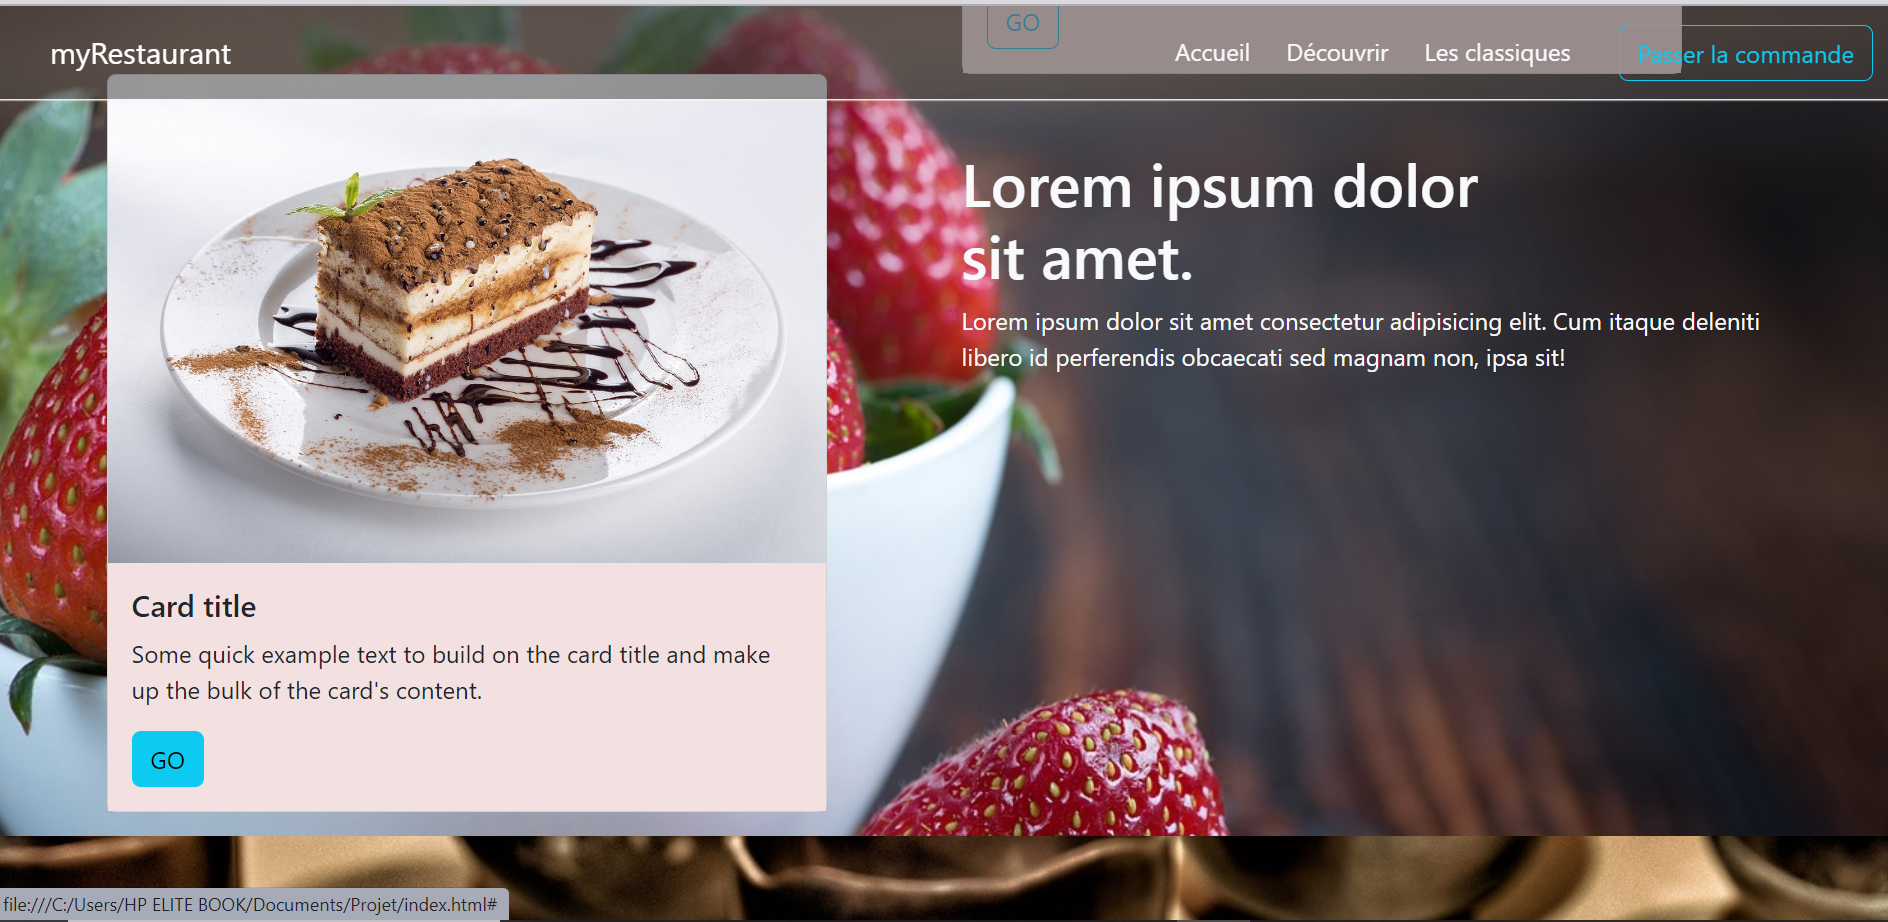 GO
myRestaurant
Accueil Découvrir Les classiques Passer la commande
Lorem ipsum dolor
sit amet.
Lorem ipsum dolor sit amet consectetur adipisicing elit. Cum itaque deleniti
libero id perferendis obcaecati sed magnam non, ipsa sit!
Card title
Some quick example text to build on the card title and make
up the bulk of the card's content.
GO
file:///C:/Users/HP ELITE BOOK/Documents/Projet/index.html#